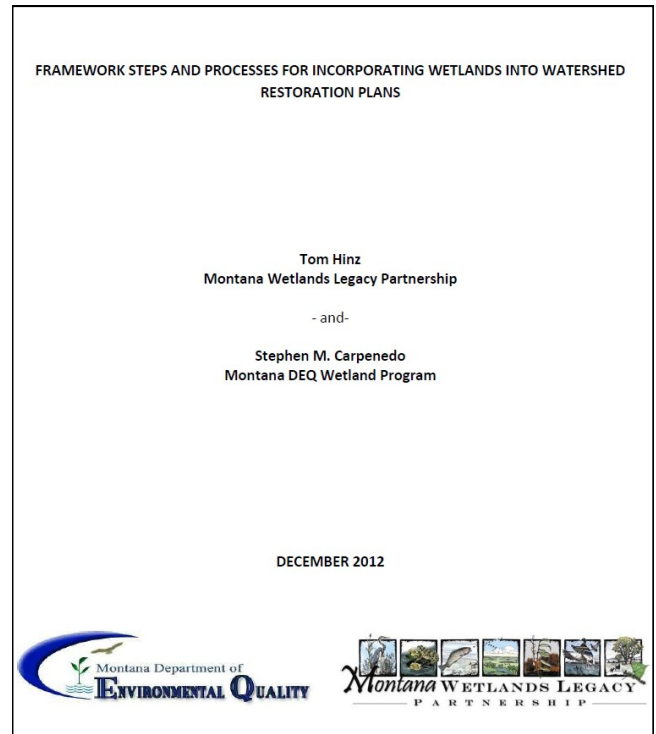 FRAMEWORK STEPS AND PROCESSES FOR INCORPORATING WETLANDS INTO WATERSHED
RESTORATION PLANS
Tom Hinz
Montana Wetlands Legacy Partnership
- and-
Stephen M. Carpenedo
Montana DEQ Wetland Program
DECEMBER 2012
Montana Department of
ENVIRONMENTAL QUALITY
Montana WETLANDS LEGACY
PARTNERSHIP